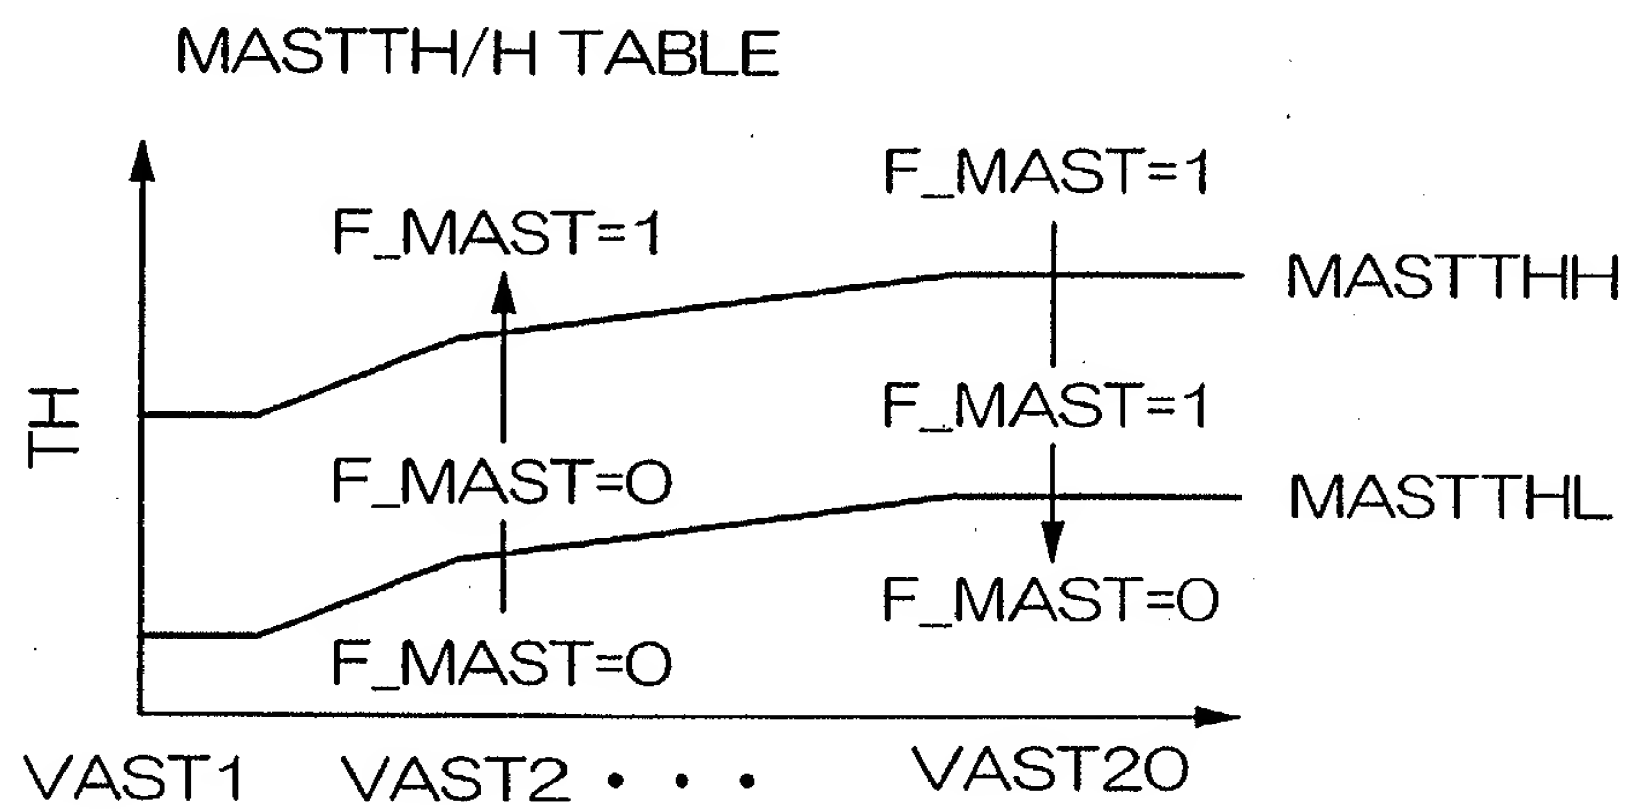 MASTTH/H TABLE
F_MAST=1
F_MAST=1
MASTTHH
TH
F_MAST=1
F_MAST=0
MASTTHL
F_MAST=0
F_MAST=0
VAST1 VAST2 • • • VAST20